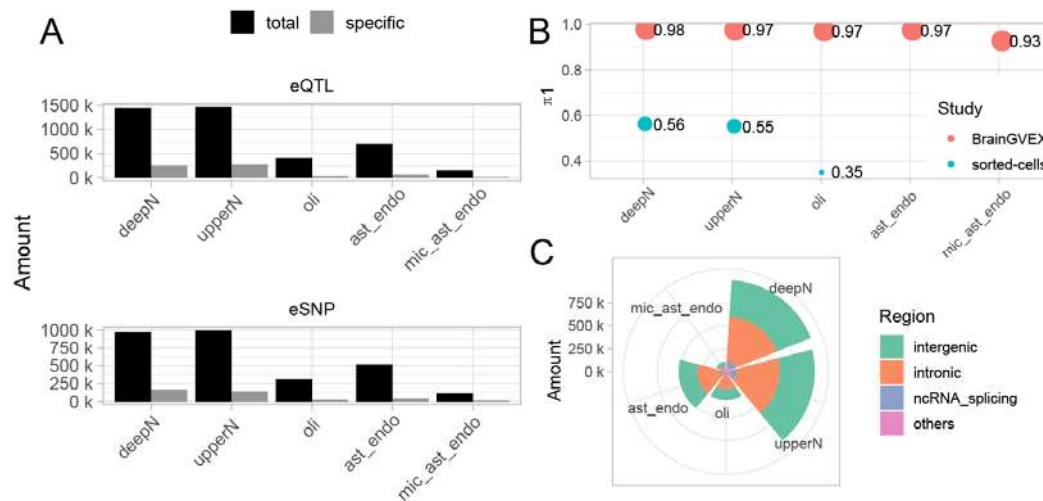 A
total
specific
eQTL
1500 k
1000 k
500 k
0 k
deepN
upperN
oli
ast_endo
mic_ast_endo
Amount
eSNP
1000 k
750 k
500 k
250 k
0 k
deepN
upperN
oli
ast_endo
mic_ast_endo
B
1.0
0.8
0.6
0.4
π1
0.98
0.97
0.97
0.97
0.93
0.56
0.55
0.35
Study
BrainGVEX
sorted-cells
deepN
upperN
oli
ast_endo
mic_ast_endo
C
Amount
750 k
500 k
250 k
0 k
deepN
mic_ast_endo
ast_endo
oli
upperN
Region
intergenic
intronic
ncRNA_splicing
others